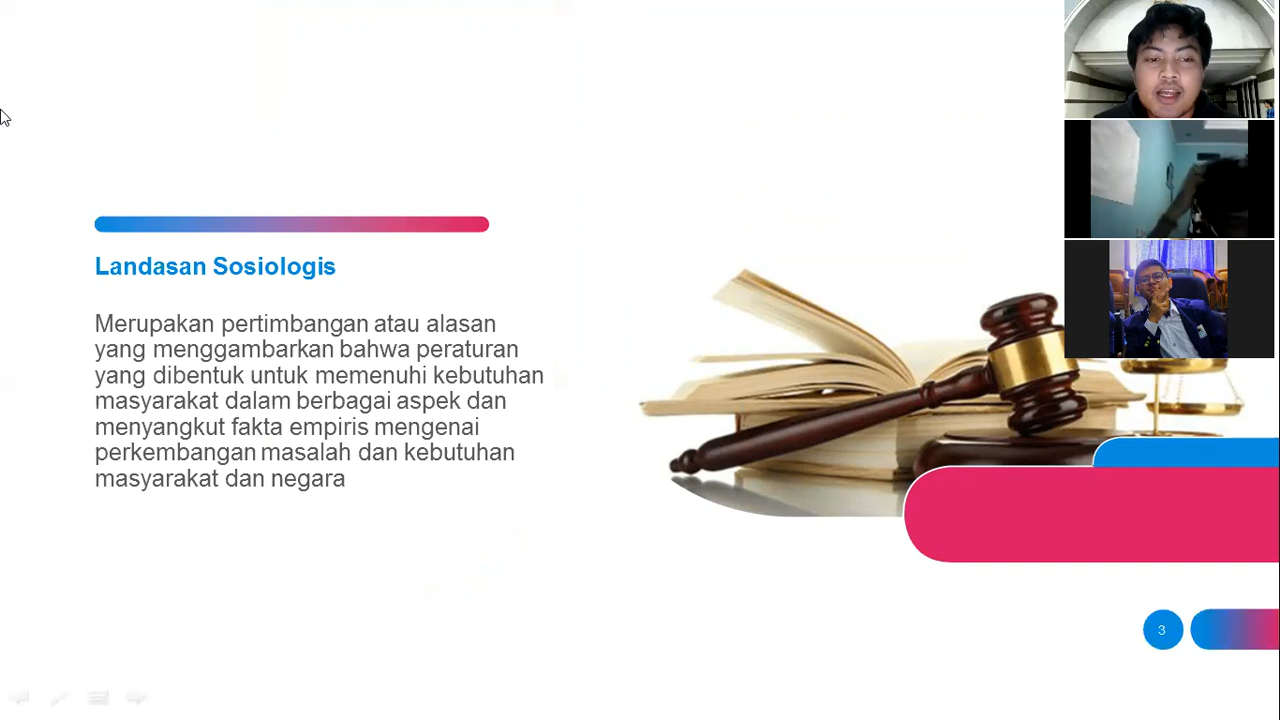 Landasan Sosiologis
Merupakan pertimbangan atau alasan
yang menggambarkan bahwa peraturan
yang dibentuk untuk memenuhi kebutuhan
masyarakat dalam berbagai aspek dan
menyangkut fakta empiris mengenai
perkembangan masalah dan kebutuhan
masyarakat dan negara
3